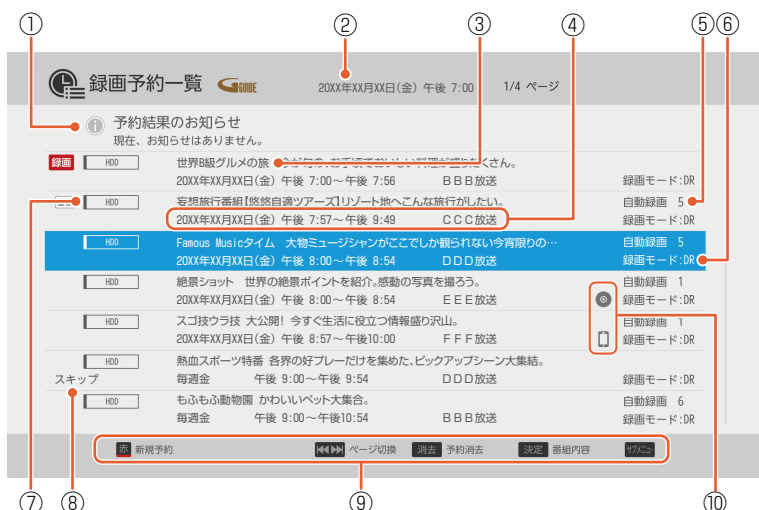 ① ② ③ ④ ⑤ ⑥
録画予約一覧 GGUIDE 20XX年XX月XX日(金) 午後 7:00 1/4 ページ
予約結果のお知らせ
現在、お知らせはありません。
録画 HDD 世界B級グルメの旅
20XX年XX月XX日(金) 午後 7:00～午後 7:56 BBB放送 録画モード:DR
HDD 妄想旅行番組【悠悠自適ツアーズ】リゾート地へこんな旅行がしたい。 自動録画 5
20XX年XX月XX日(金) 午後 7:57～午後 9:49 CCC放送 録画モード:DR
HDD Famous Musicタイム 大物ミュージシャンがここでしか観られない今宵限りの… 自動録画 5
20XX年XX月XX日(金) 午後 8:00～午後 8:54 DDD放送 録画モード:DR
HDD 絶景ショット 世界の絶景ポイントを紹介。感動の写真を撮ろう。 自動録画 1
20XX年XX月XX日(金) 午後 8:00～午後 8:54 EEE放送 録画モード:DR
HDD スゴ技ウラ技 大公開! 今すぐ生活に役立つ情報盛り沢山。 自動録画 1
20XX年XX月XX日(金) 午後 8:57～午後10:00 FFF放送 録画モード:DR
HDD 熱血スポーツ特番 各界の好プレーだけを集めた、ピックアップシーン大集結。
スキップ 毎週金 午後 9:00～午後 9:54 DDD放送 録画モード:DR
HDD もふもふ動物園 かわいいペット大集合。 自動録画 6
毎週金 午後 9:00～午後10:54 BBB放送 録画モード:DR
赤 新規予約 ページ切換 消去 予約消去 決定 番組内容 サブメニュー
⑦ ⑧ ⑨ ⑩